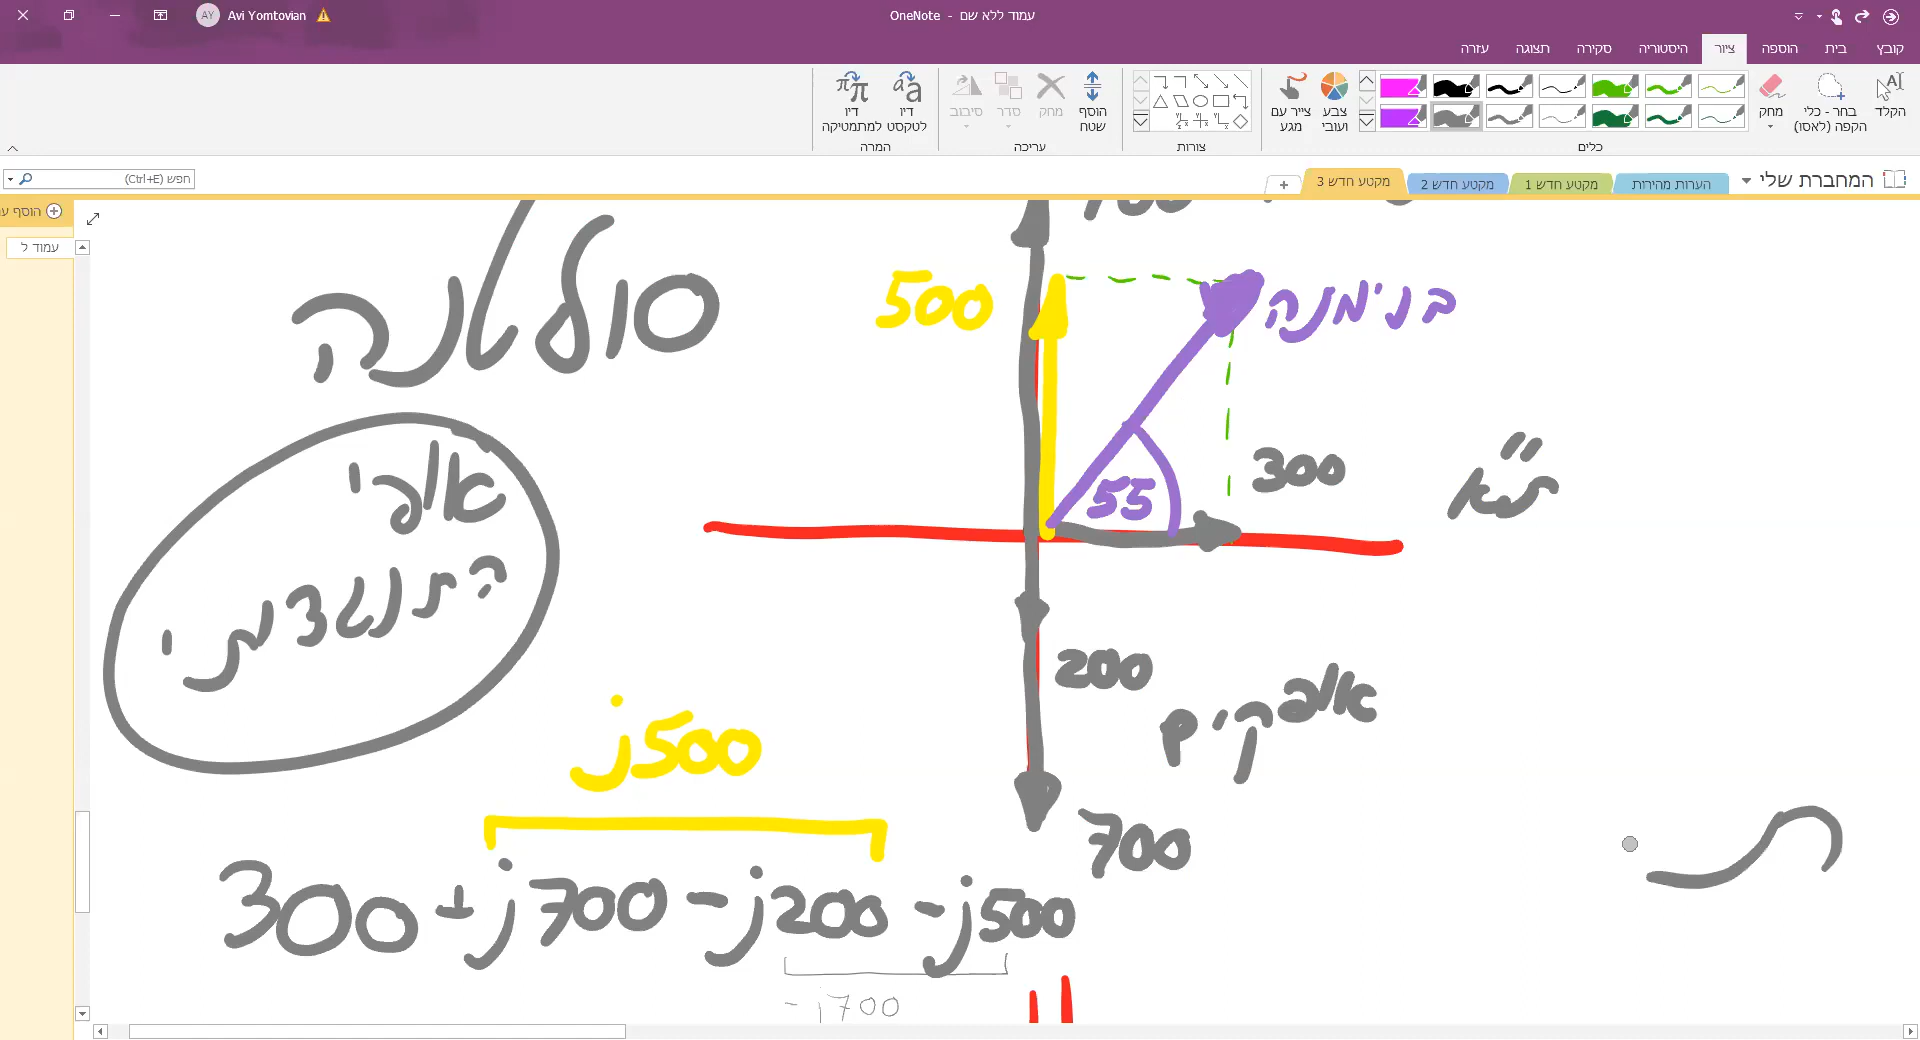 Avi Yomtovian
עמוד ללא שם - OneNote
קובץ בית הוספה ציור היסטוריה סקירה תצוגה עזרה
הקלד
בחר - כלי הקפה (לאסו)
מחק
צייר עם מגע
צבע ועובי
הוסף שטח
מחק
סדר
סיבוב
דיו לטקסט
דיו למתמטיקה
כלים
צורות
עריכה
המרה
המחברת שלי
הערות מהירות
מקטע חדש 1
מקטע חדש 2
מקטע חדש 3
חפש (Ctrl+E)
עמוד ל
סולטנה
500
בנימנה
אופי
התנגדותי
55
300
ת"א
200
אופקים
j500
700
300 + j700 - j200 - j500
- j700